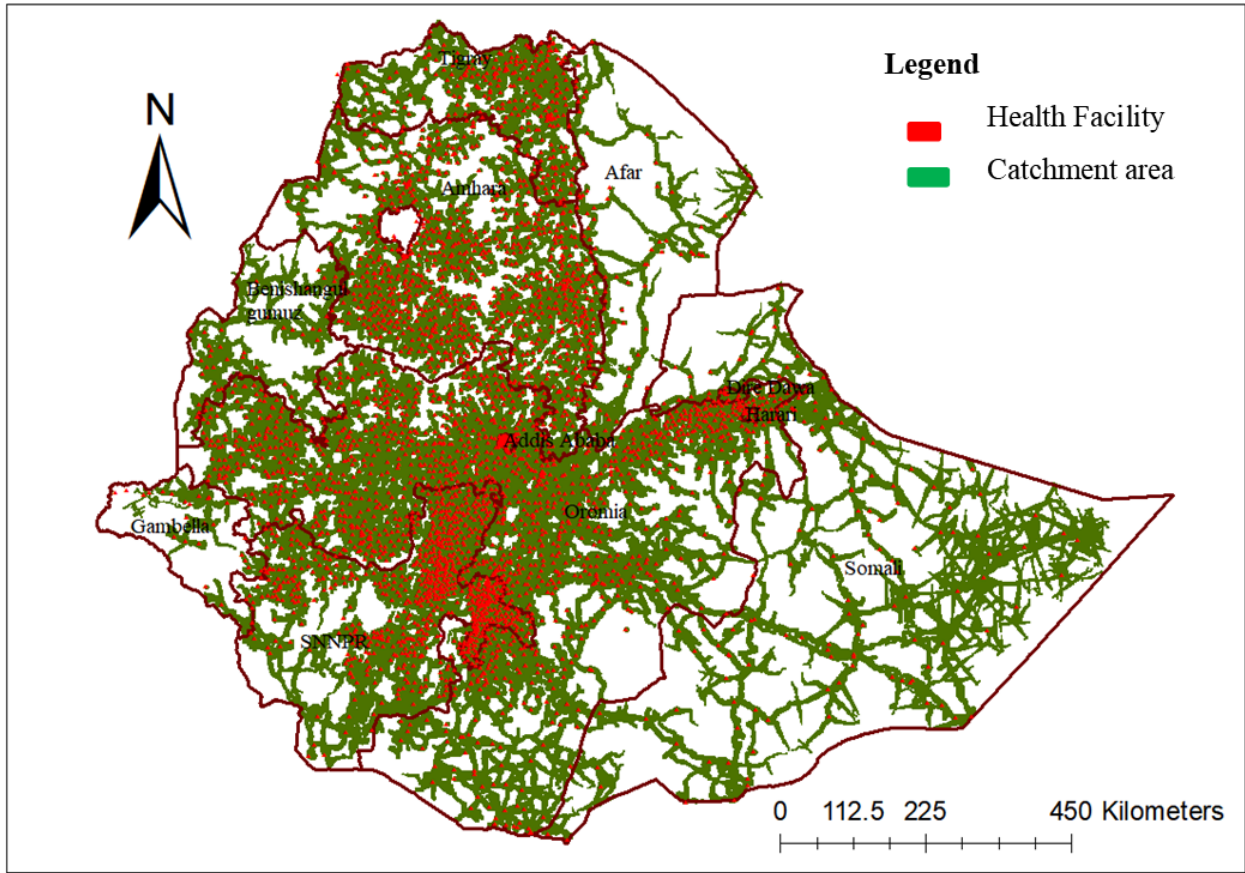 Legend
Health Facility
Catchment area
N
Tigray
Afar
Amhara
Benishangul
gumuz
Dire Dawa
Harari
Addis Ababa
Oromia
Gambella
Somali
SNNPR
0 112.5 225 450 Kilometers